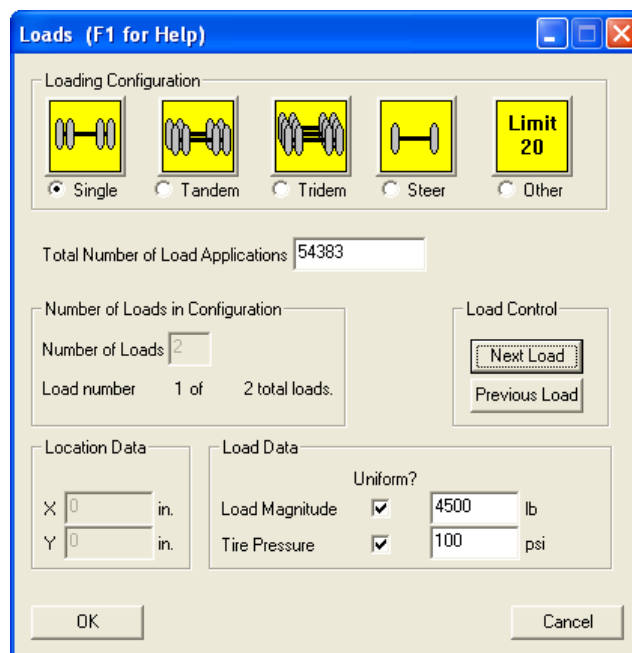 Loads (F1 for Help)
Loading Configuration
Limit
20
Single Tandem Tridem Steer Other
Total Number of Load Applications 54383
Number of Loads in Configuration
Number of Loads 2
Load number 1 of 2 total loads.
Load Control
Next Load
Previous Load
Location Data
X 0 in.
Y 0 in.
Load Data
Uniform?
Load Magnitude 4500 lb
Tire Pressure 100 psi
OK Cancel